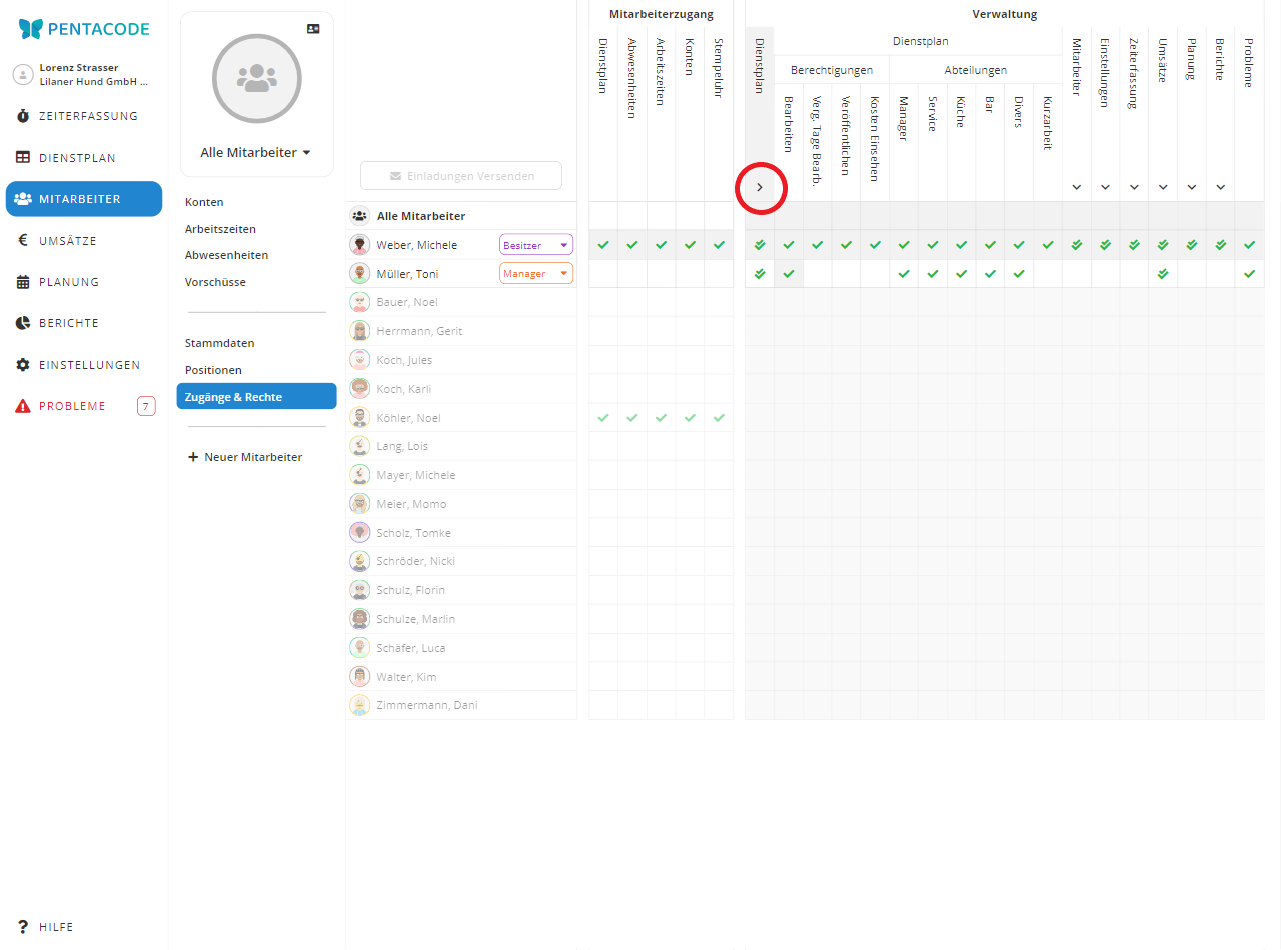 PENTACODE
Lorenz Strasser
Lilaner Hund GmbH ...
ZEITERFASSUNG
DIENSTPLAN
MITARBEITER
UMSÄTZE
PLANUNG
BERICHTE
EINSTELLUNGEN
PROBLEME 7
HILFE
Alle Mitarbeiter
Konten
Arbeitszeiten
Abwesenheiten
Vorschüsse
Stammdaten
Positionen
Zugänge & Rechte
Neuer Mitarbeiter
Einladungen Versenden
Mitarbeiterzugang
Dienstplan
Abwesenheiten
Arbeitszeiten
Konten
Stempeluhr
Verwaltung
Dienstplan
Dienstplan
Berechtigungen
Abteilungen
Bearbeiten
Verg. Tage Bearb.
Veröffentlichen
Kosten Einsehen
Manager
Service
Küche
Bar
Divers
Kurzarbeit
Mitarbeiter
Einstellungen
Zeiterfassung
Umsätze
Planung
Berichte
Probleme
Alle Mitarbeiter
Weber, Michele Besitzer
Müller, Toni Manager
Bauer, Noel
Herrmann, Gerit
Koch, Jules
Koch, Karli
Köhler, Noel
Lang, Lois
Mayer, Michele
Meier, Momo
Scholz, Tomke
Schröder, Nicki
Schulz, Florin
Schulze, Marlin
Schäfer, Luca
Walter, Kim
Zimmermann, Dani